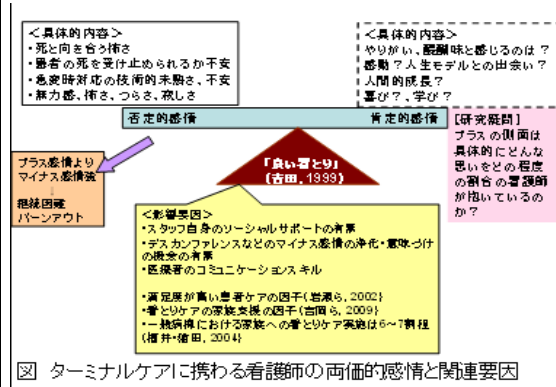 ＜具体的内容＞
・死と向き合う怖さ
・患者の死を受け止められるか不安
・急変時対応の技術的未熟さ、不安
・無力感、怖さ、つらさ、寂しさ
＜具体的内容＞
やりがい、醍醐味と感じるのは？
感動？人生モデルとの出会い？
人間的成長？
喜び？、学び？
否定的感情
肯定的感情
プラス感情より
マイナス感情強
↓
継続困難
バーンアウト
「良い看とり」
(吉田,1999)
【研究疑問】
プラスの側面は
具体的にどんな
思いをどの程度
の割合の看護師
が抱いているの
か？
＜影響要因＞
・スタッフ自身のソーシャルサポートの有無
・デスカンファレンスなどのマイナス感情の浄化・意味づけ
の機会の有無
・医療者のコミュニケーションスキル
・満足度が高い患者ケアの因子(岩瀬ら,2002)
・看とりケアの家族支援の因子(吉岡ら,2009)
・一般病棟における家族への看とりケア実施は6～7割程
(福井・猫田,2004)
図 ターミナルケアに携わる看護師の両価的感情と関連要因